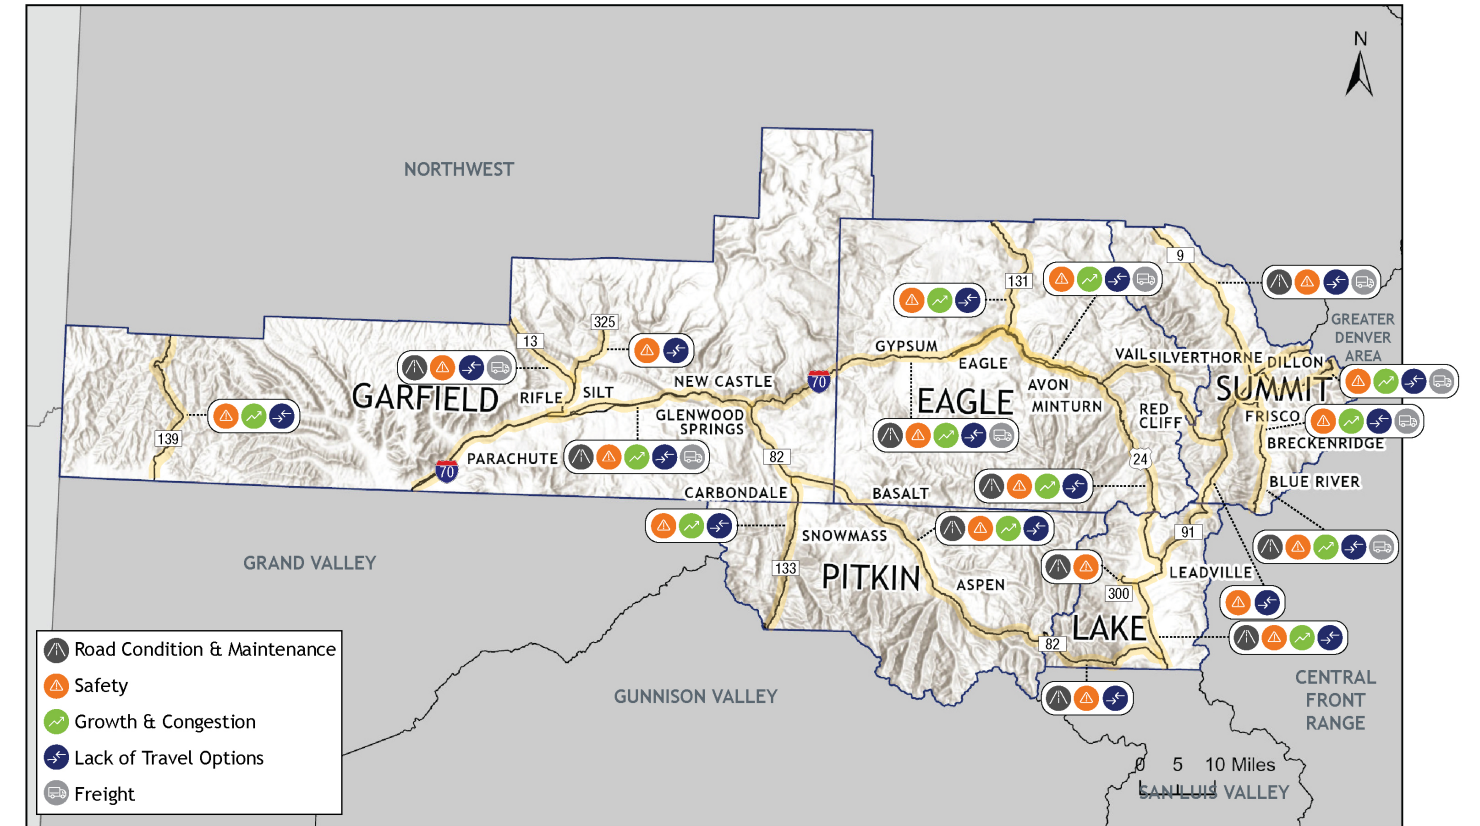 N
NORTHWEST
9
131
GREATER
DENVER
AREA
325
13
GYPSUM
EAGLE
VAIL
SILVERTHORNE
DILLON
70
NEW CASTLE
SILT
RIFLE
GARFIELD
EAGLE
AVON
MINTURN
SUMMIT
RED
CLIFF
FRISCO
BRECKENRIDGE
GLENWOOD
SPRINGS
139
PARACHUTE
70
82
24
BLUE RIVER
CARBONDALE
BASALT
SNOWMASS
91
GRAND VALLEY
133
PITKIN
ASPEN
LEADVILLE
300
LAKE
82
Road Condition & Maintenance
Safety
Growth & Congestion
Lack of Travel Options
Freight
GUNNISON VALLEY
CENTRAL
FRONT
RANGE
0 5 10 Miles
SAN LUIS VALLEY